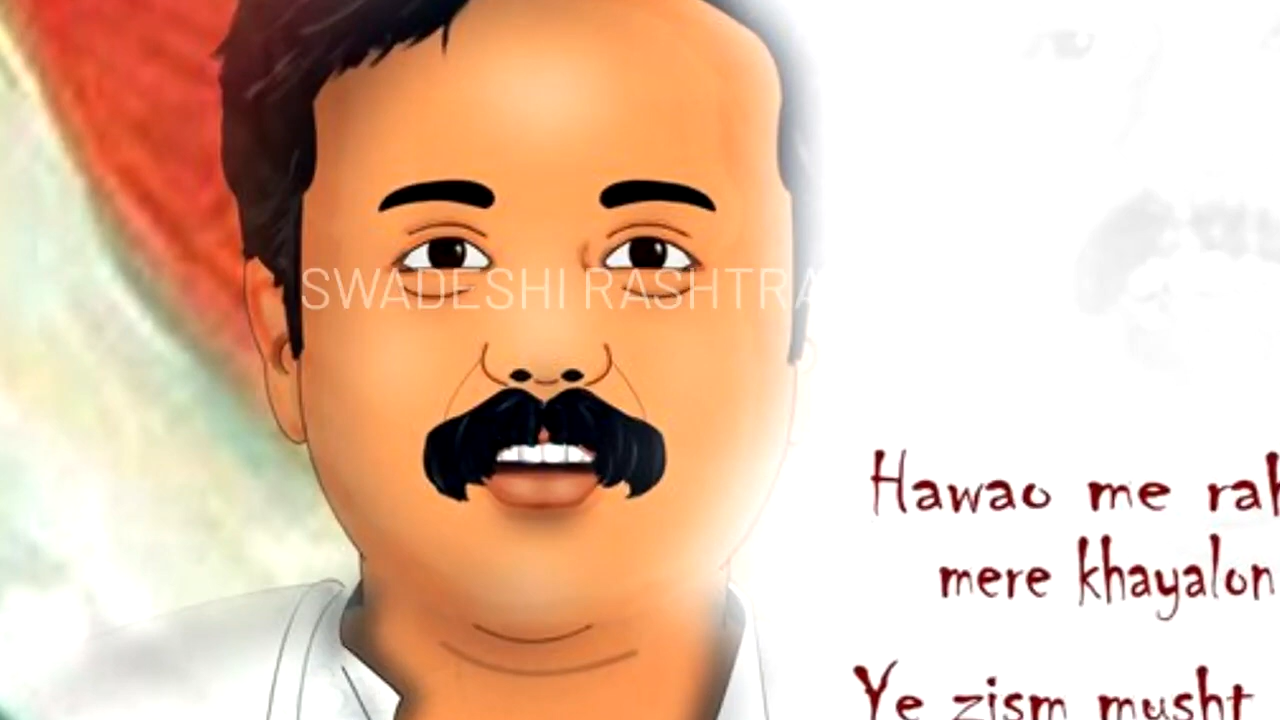 SWADESHI RASHTRA
Hawao me rah
mere khayalon
Ye zism musht